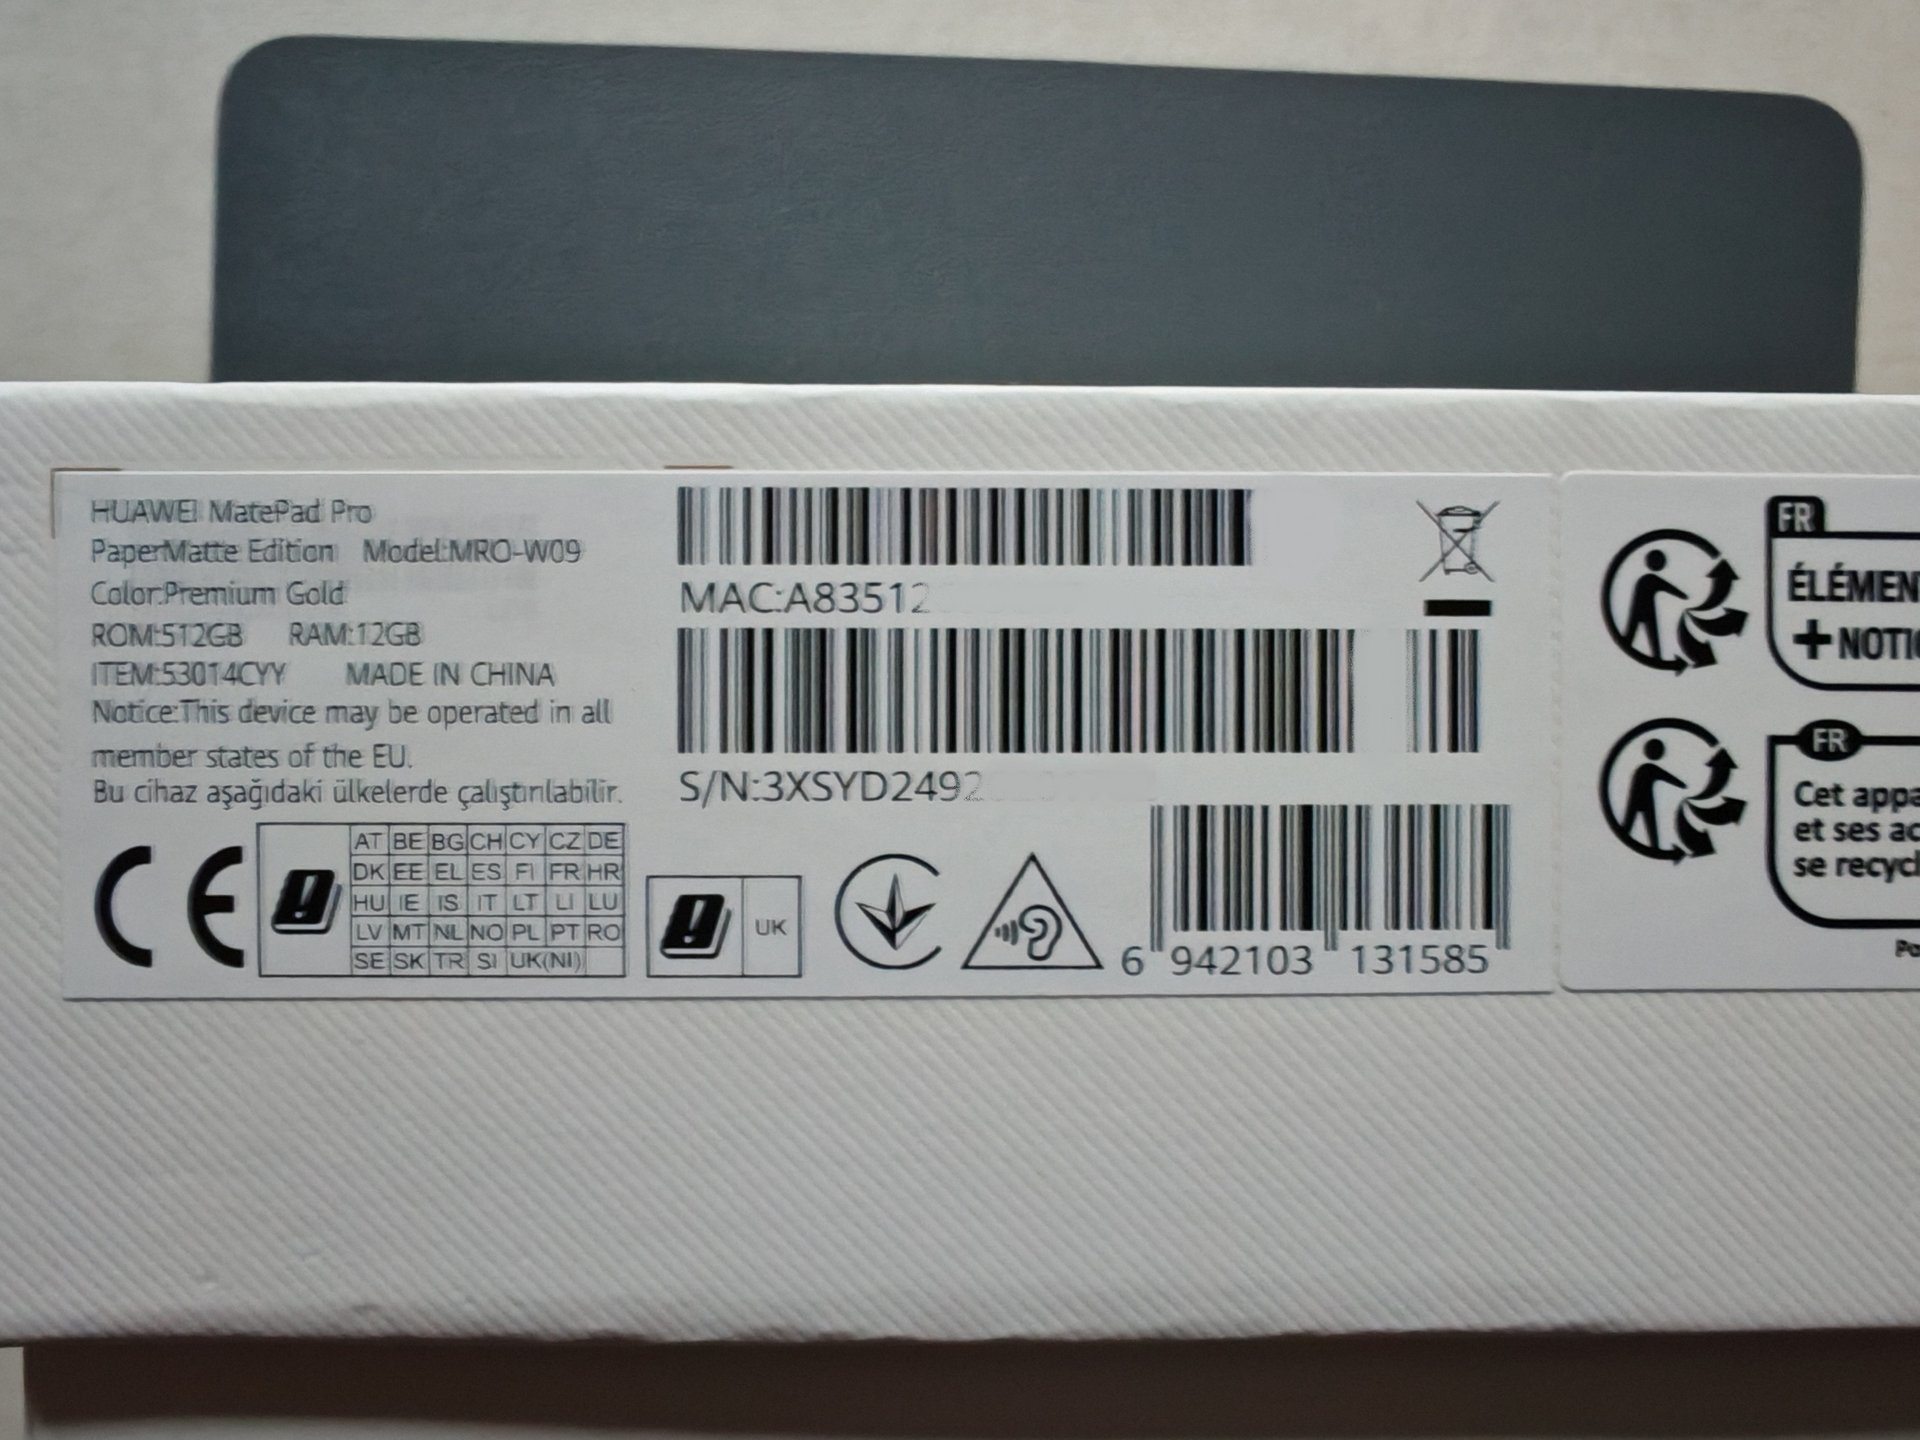 HUAWEI MatePad Pro
PaperMatte Edition Model:MRO-W09
Color:Premium Gold
ROM:512GB RAM:12GB
ITEM:53014CYY MADE IN CHINA
Notice:This device may be operated in all
member states of the EU.
Bu cihaz aşağıdaki ülkelerde çalıştırılabilir.
CE
AT BE BG CH CY CZ DE
DK EE EL ES FI FR HR
HU IE IS IT LT LI LU
LV MT NL NO PL PT RO
SE SK TR SI UK(NI)
UK
MAC:A83512
S/N:3XSYD2492
6 942103 131585
FR
ÉLÉMEN
+ NOTIC
FR
Cet appa
et ses ac
se recycl